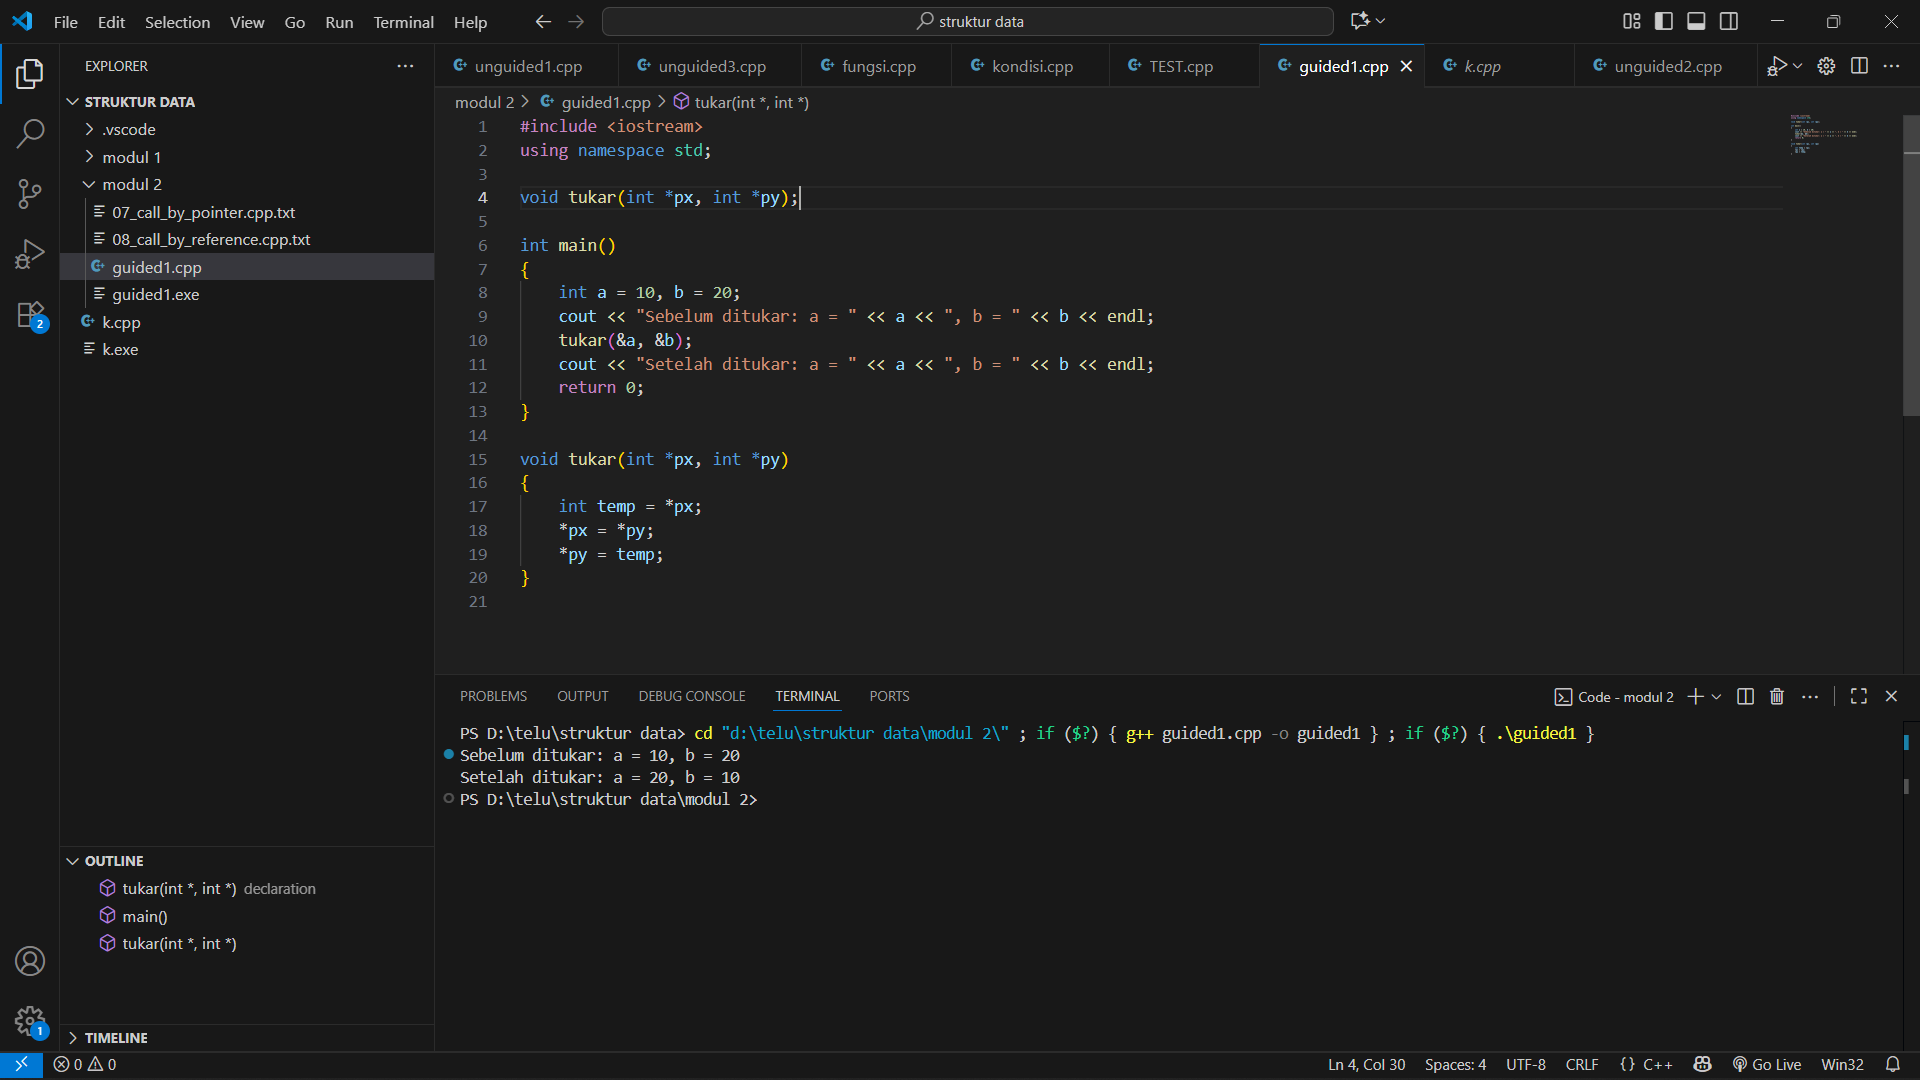 File Edit Selection View Go Run Terminal Help
struktur data
EXPLORER
STRUKTUR DATA
.vscode
modul 1
modul 2
07_call_by_pointer.cpp.txt
08_call_by_reference.cpp.txt
guided1.cpp
guided1.exe
k.cpp
k.exe
2
OUTLINE
tukar(int *, int *) declaration
main()
tukar(int *, int *)
1
TIMELINE
unguided1.cpp unguided3.cpp fungsi.cpp kondisi.cpp TEST.cpp guided1.cpp k.cpp unguided2.cpp
modul 2 > guided1.cpp > tukar(int *, int *)
1 #include <iostream>
2 using namespace std;
3
4 void tukar(int *px, int *py);
5
6 int main()
7 {
8 int a = 10, b = 20;
9 cout << "Sebelum ditukar: a = " << a << ", b = " << b << endl;
10 tukar(&a, &b);
11 cout << "Setelah ditukar: a = " << a << ", b = " << b << endl;
12 return 0;
13 }
14
15 void tukar(int *px, int *py)
16 {
17 int temp = *px;
18 *px = *py;
19 *py = temp;
20 }
21
PROBLEMS OUTPUT DEBUG CONSOLE TERMINAL PORTS
Code - modul 2
PS D:\telu\struktur data> cd "d:\telu\struktur data\modul 2\" ; if ($?) { g++ guided1.cpp -o guided1 } ; if ($?) { .\guided1 }
Sebelum ditukar: a = 10, b = 20
Setelah ditukar: a = 20, b = 10
PS D:\telu\struktur data\modul 2>
0 0
Ln 4, Col 30 Spaces: 4 UTF-8 CRLF {} C++ Go Live Win32